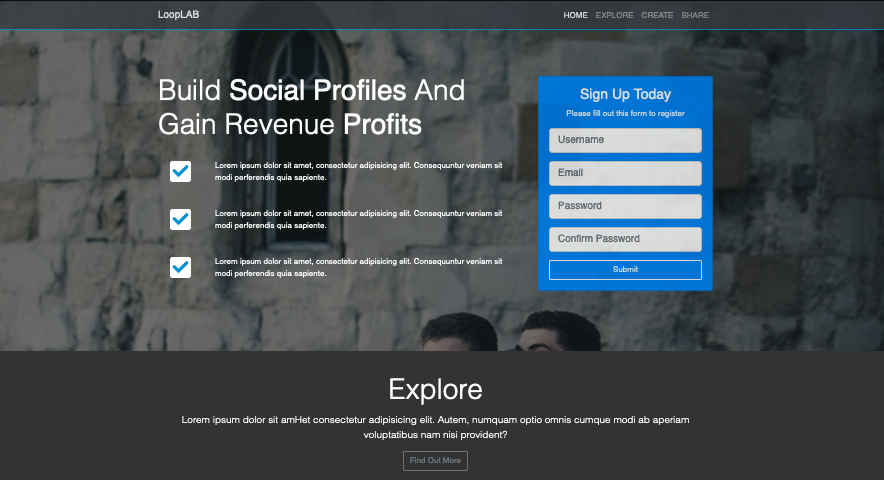 LoopLAB
HOME EXPLORE CREATE SHARE
Build Social Profiles And
Gain Revenue Profits
Lorem ipsum dolor sit amet, consectetur adipisicing elit. Consequuntur veniam sit
modi perferendis quia sapiente.
Lorem ipsum dolor sit amet, consectetur adipisicing elit. Consequuntur veniam sit
modi perferendis quia sapiente.
Lorem ipsum dolor sit amet, consectetur adipisicing elit. Consequuntur veniam sit
modi perferendis quia sapiente.
Sign Up Today
Please fill out this form to register
Username
Email
Password
Confirm Password
Submit
Explore
Lorem ipsum dolor sit amHet consectetur adipisicing elit. Autem, numquam optio omnis cumque modi ab aperiam
voluptatibus nam nisi provident?
Find Out More